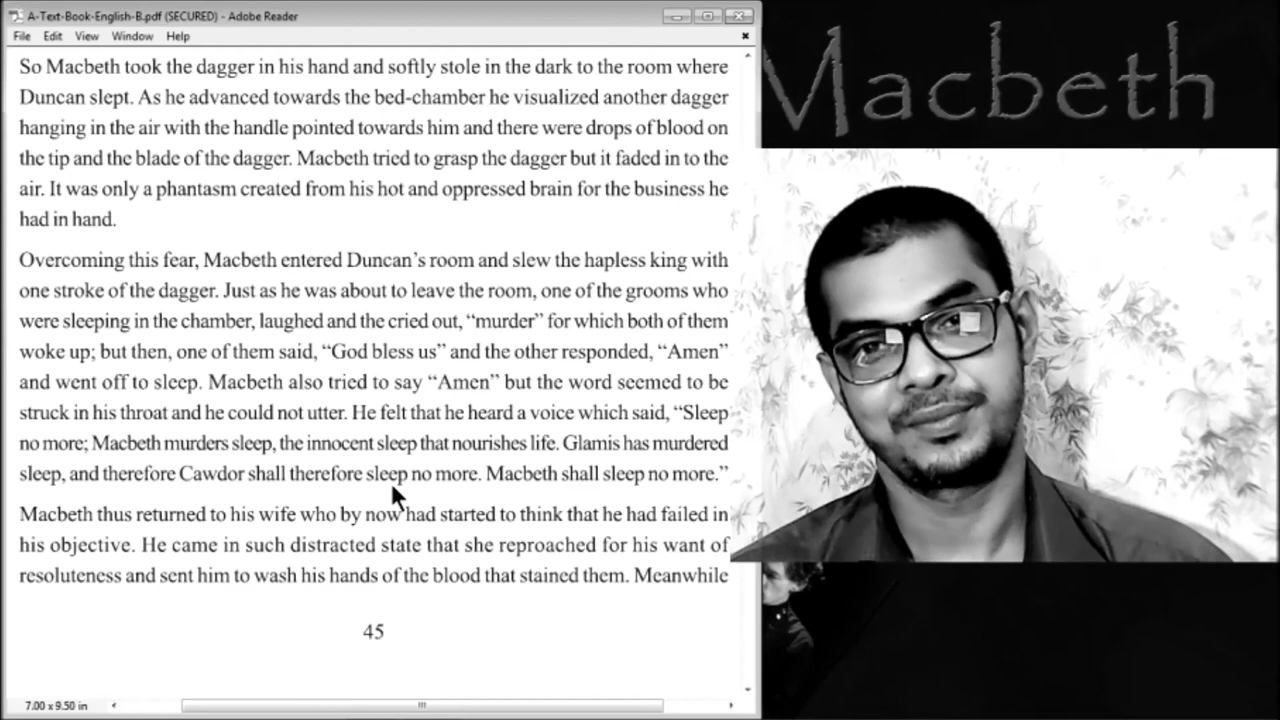 A-Text-Book-English-B.pdf (SECURED) - Adobe Reader
File Edit View Window Help
Macbeth
So Macbeth took the dagger in his hand and softly stole in the dark to the room where
Duncan slept. As he advanced towards the bed-chamber he visualized another dagger
hanging in the air with the handle pointed towards him and there were drops of blood on
the tip and the blade of the dagger. Macbeth tried to grasp the dagger but it faded in to the
air. It was only a phantasm created from his hot and oppressed brain for the business he
had in hand.
Overcoming this fear, Macbeth entered Duncan's room and slew the hapless king with
one stroke of the dagger. Just as he was about to leave the room, one of the grooms who
were sleeping in the chamber, laughed and the cried out, “murder” for which both of them
woke up; but then, one of them said, “God bless us” and the other responded, “Amen”
and went off to sleep. Macbeth also tried to say “Amen” but the word seemed to be
struck in his throat and he could not utter. He felt that he heard a voice which said, “Sleep
no more; Macbeth murders sleep, the innocent sleep that nourishes life. Glamis has murdered
sleep, and therefore Cawdor shall therefore sleep no more. Macbeth shall sleep no more.”
Macbeth thus returned to his wife who by now had started to think that he had failed in
his objective. He came in such distracted state that she reproached for his want of
resoluteness and sent him to wash his hands of the blood that stained them. Meanwhile
45
7.00 x 9.50 in